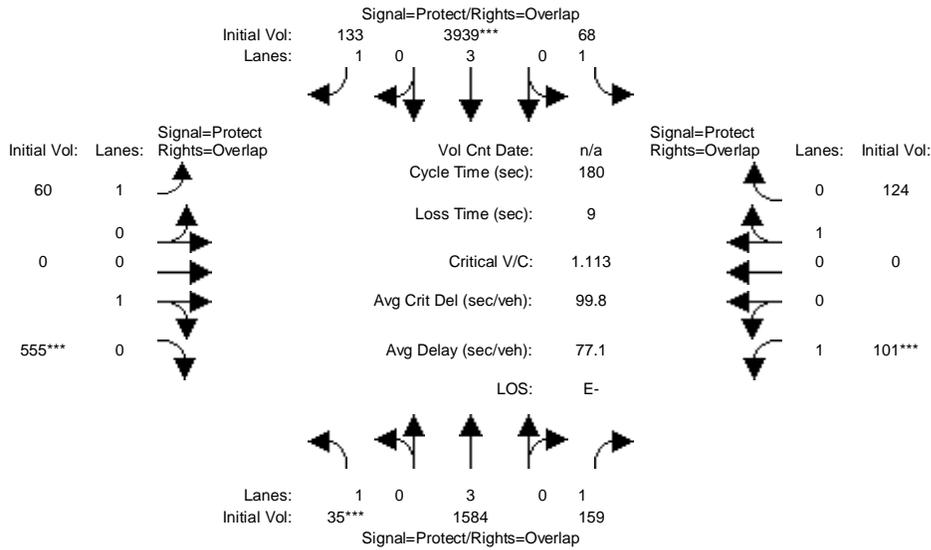 Signal=Protect/Rights=Overlap
Initial Vol: 133 3939*** 68
Lanes: 1 0 3 0 1
Signal=Protect
Initial Vol: Lanes: Rights=Overlap
Vol Cnt Date: n/a
Signal=Protect
Rights=Overlap Lanes: Initial Vol:
Cycle Time (sec): 180
60 1
0 124
Loss Time (sec): 9
0
1
0 0
Critical V/C: 1.113
0 0
1
Avg Crit Del (sec/veh): 99.8
0
555*** 0
Avg Delay (sec/veh): 77.1
1 101***
LOS: E-
Lanes: 1 0 3 0 1
Initial Vol: 35*** 1584 159
Signal=Protect/Rights=Overlap